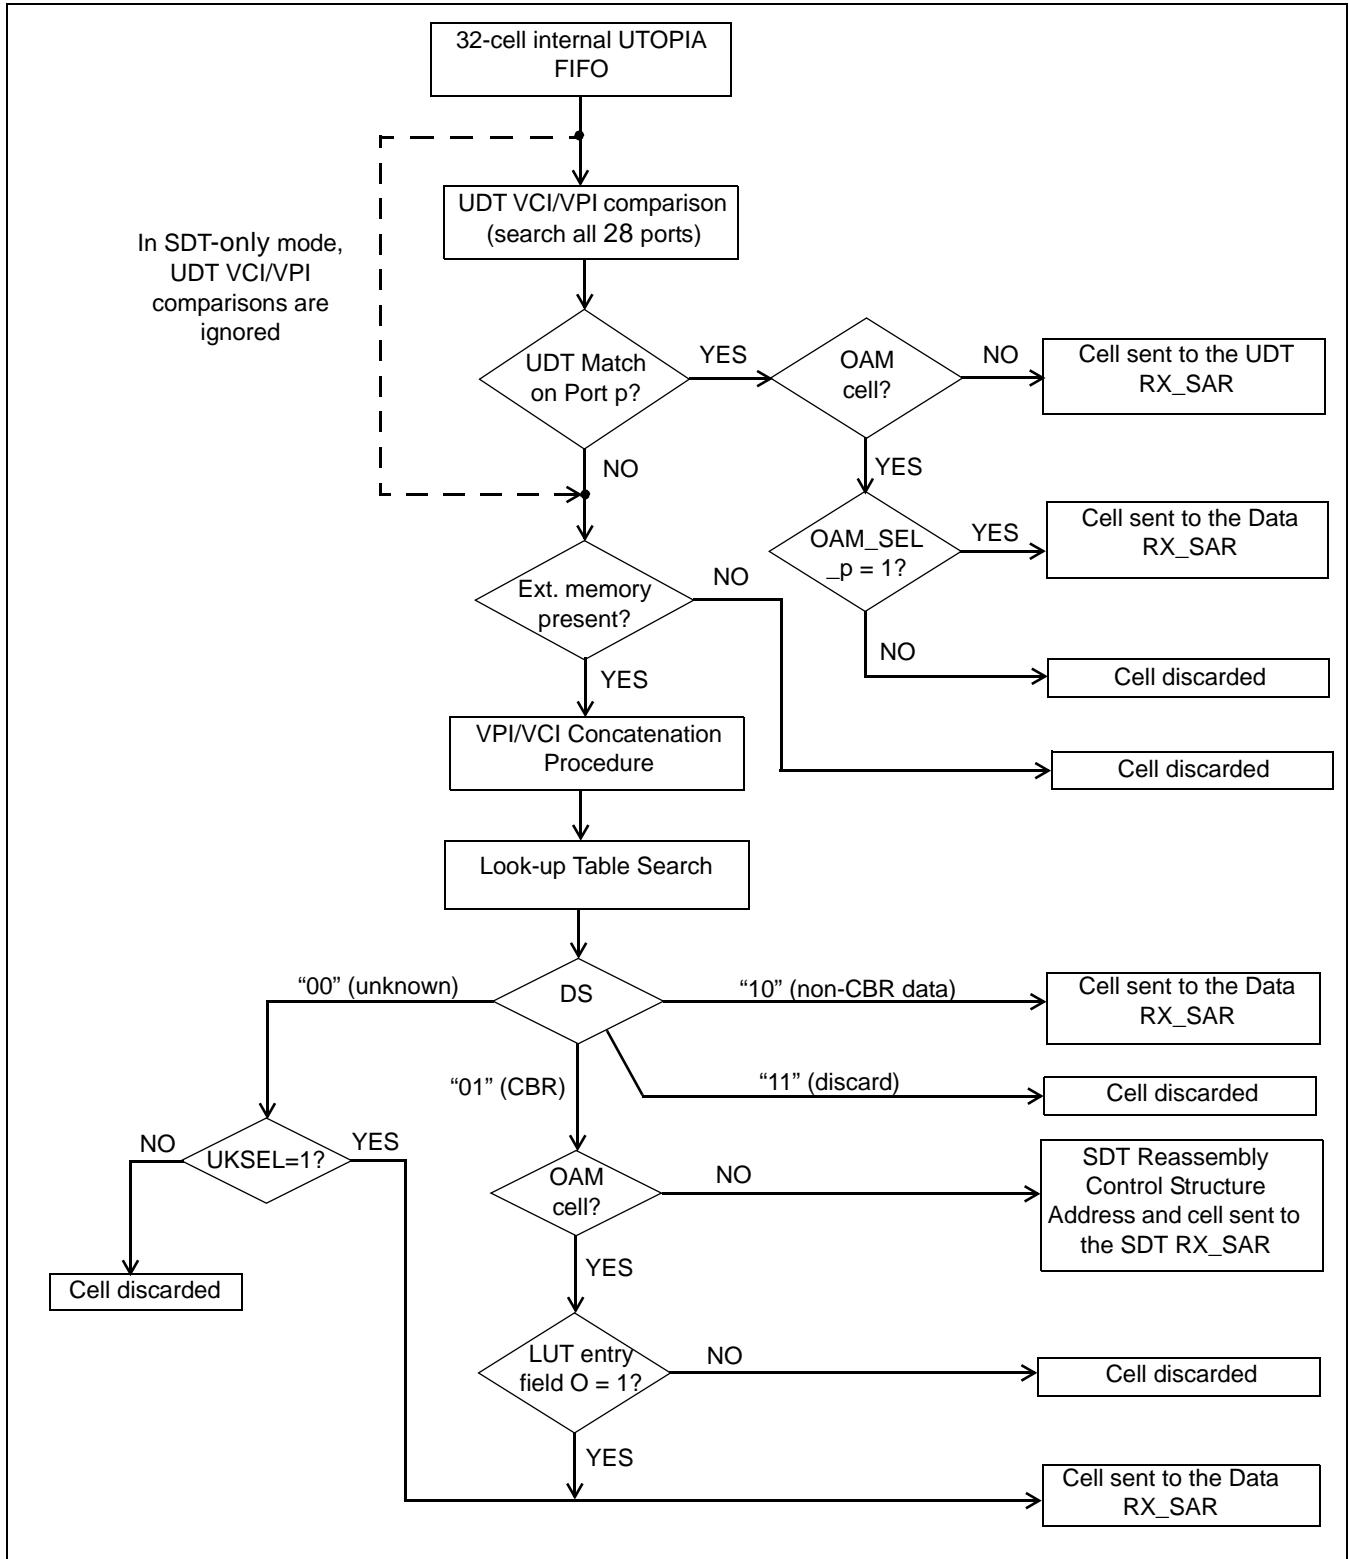 32-cell internal UTOPIA
FIFO
UDT VCI/VPI comparison
(search all 28 ports)
In SDT-only mode,
UDT VCI/VPI
comparisons are
ignored
UDT Match
on Port p?
YES
OAM
cell?
NO
Cell sent to the UDT
RX_SAR
NO
YES
OAM_SEL
_p = 1?
YES
Cell sent to the Data
RX_SAR
Ext. memory
present?
NO
NO
Cell discarded
YES
VPI/VCI Concatenation
Procedure
Cell discarded
Look-up Table Search
“00” (unknown)
DS
“10” (non-CBR data)
Cell sent to the Data
RX_SAR
“01” (CBR)
“11” (discard)
Cell discarded
NO
UKSEL=1?
YES
OAM
cell?
NO
SDT Reassembly
Control Structure
Address and cell sent to
the SDT RX_SAR
Cell discarded
YES
LUT entry
field O = 1?
NO
Cell discarded
YES
Cell sent to the Data
RX_SAR